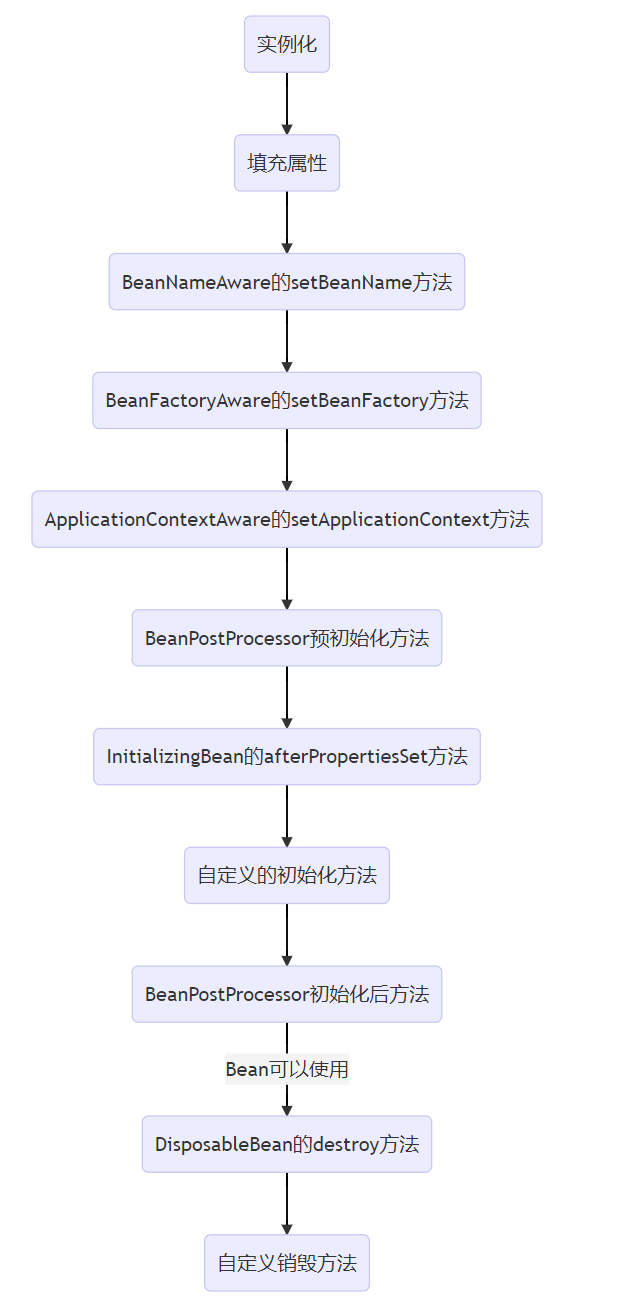 实例化
填充属性
BeanNameAware的setBeanName方法
BeanFactoryAware的setBeanFactory方法
ApplicationContextAware的setApplicationContext方法
BeanPostProcessor预初始化方法
InitializingBean的afterPropertiesSet方法
自定义的初始化方法
BeanPostProcessor初始化后方法
Bean可以使用
DisposableBean的destroy方法
自定义销毁方法